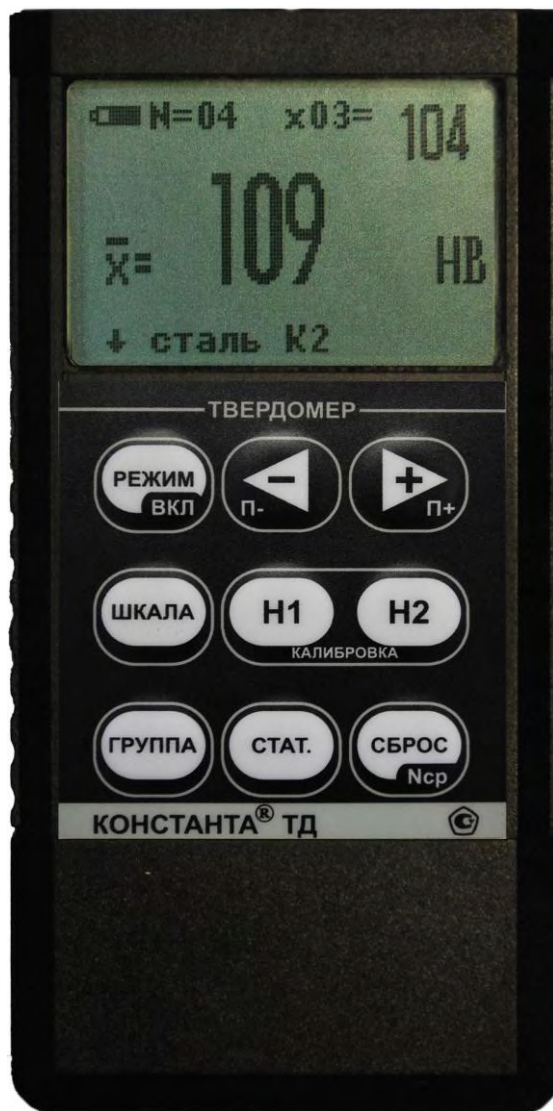 N=04 x03= 104
x̅= 109 НВ
↓ сталь К2
ТВЕРДОМЕР
РЕЖИМ
ВКЛ
−
П-
+
П+
ШКАЛА
Н1
Н2
КАЛИБРОВКА
ГРУППА
СТАТ.
СБРОС
Nср
КОНСТАНТА® ТД